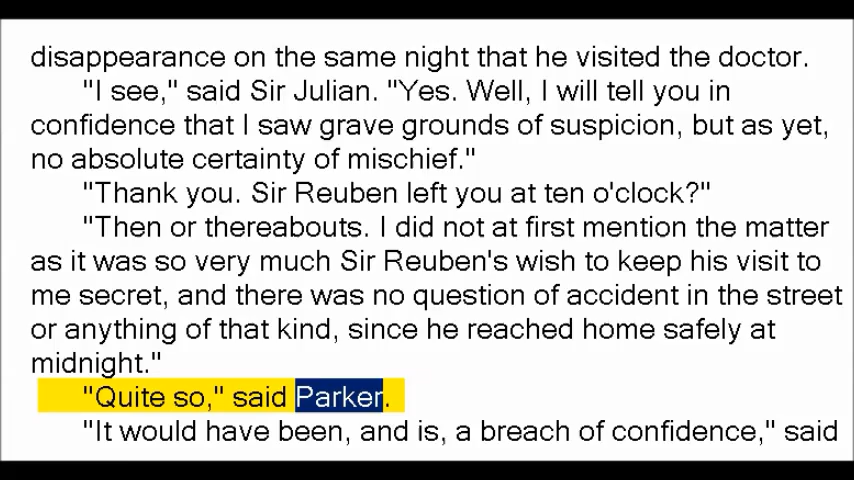 disappearance on the same night that he visited the doctor.
"I see," said Sir Julian. "Yes. Well, I will tell you in
confidence that I saw grave grounds of suspicion, but as yet,
no absolute certainty of mischief."
"Thank you. Sir Reuben left you at ten o'clock?"
"Then or thereabouts. I did not at first mention the matter
as it was so very much Sir Reuben's wish to keep his visit to
me secret, and there was no question of accident in the street
or anything of that kind, since he reached home safely at
midnight."
"Quite so," said Parker.
"It would have been, and is, a breach of confidence," said